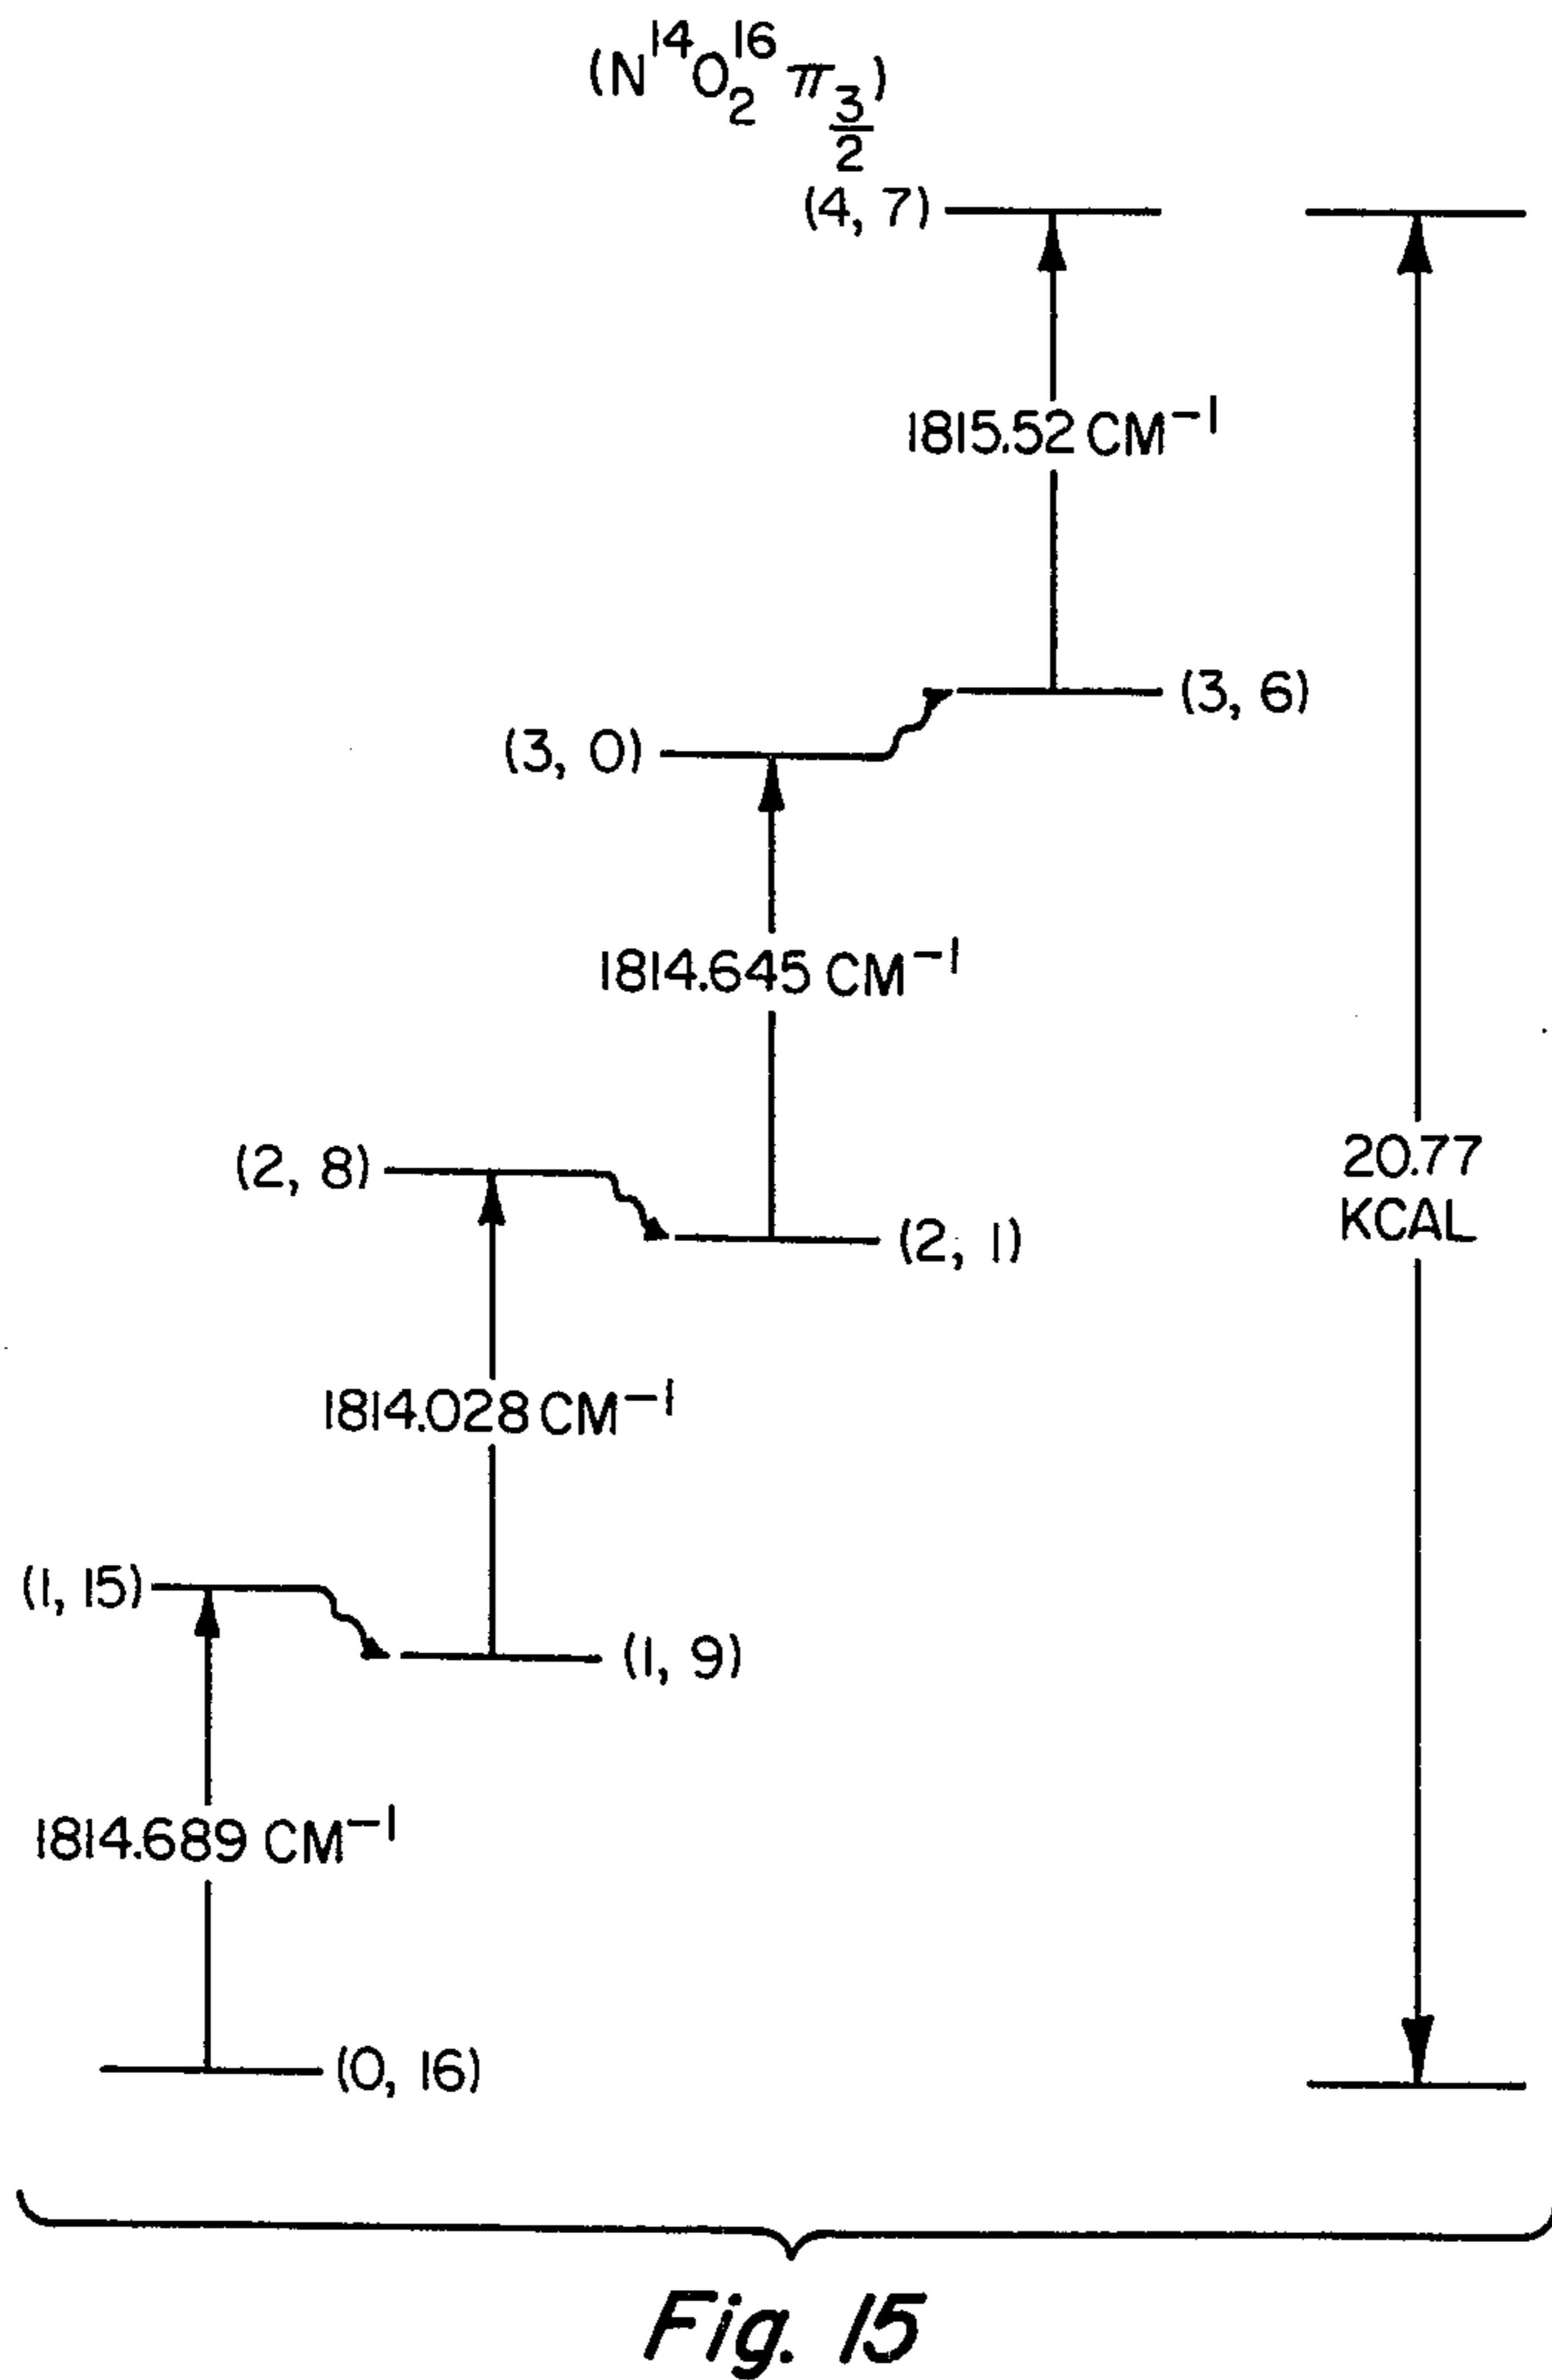 (N¹⁴O₂¹⁶ π₃/₂)
(4, 7)
1815.52 CM⁻¹
(3, 6)
(3, 0)
1814.645 CM⁻¹
20.77
KCAL
(2, 8)
(2, 1)
1814.028 CM⁻¹
(1, 15)
(1, 9)
1814.689 CM⁻¹
(0, 16)
Fig. 15